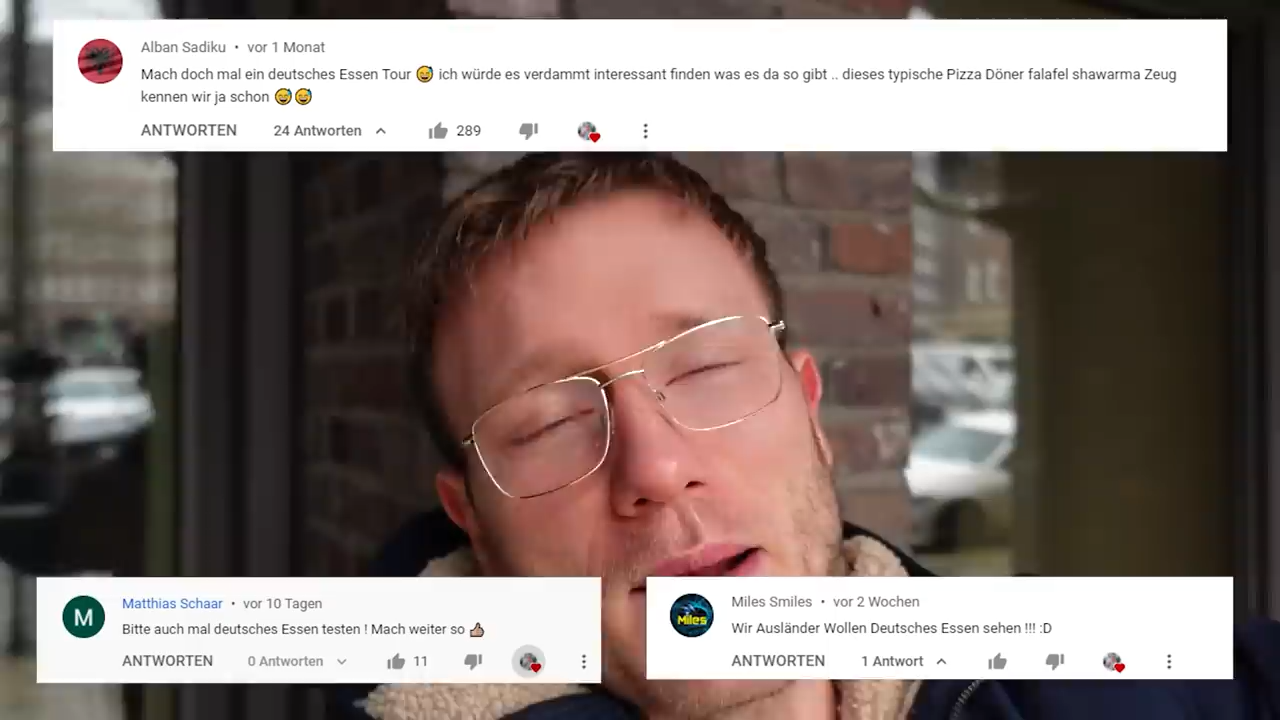 Alban Sadiku • vor 1 Monat
Mach doch mal ein deutsches Essen Tour 😅 ich würde es verdammt interessant finden was es da so gibt .. dieses typische Pizza Döner falafel shawarma Zeug
kennen wir ja schon 😅😅
ANTWORTEN 24 Antworten 289
M
Matthias Schaar • vor 10 Tagen
Bitte auch mal deutsches Essen testen ! Mach weiter so 👍🏼
ANTWORTEN 0 Antworten 11
Miles
Miles Smiles • vor 2 Wochen
Wir Ausländer Wollen Deutsches Essen sehen !!! :D
ANTWORTEN 1 Antwort